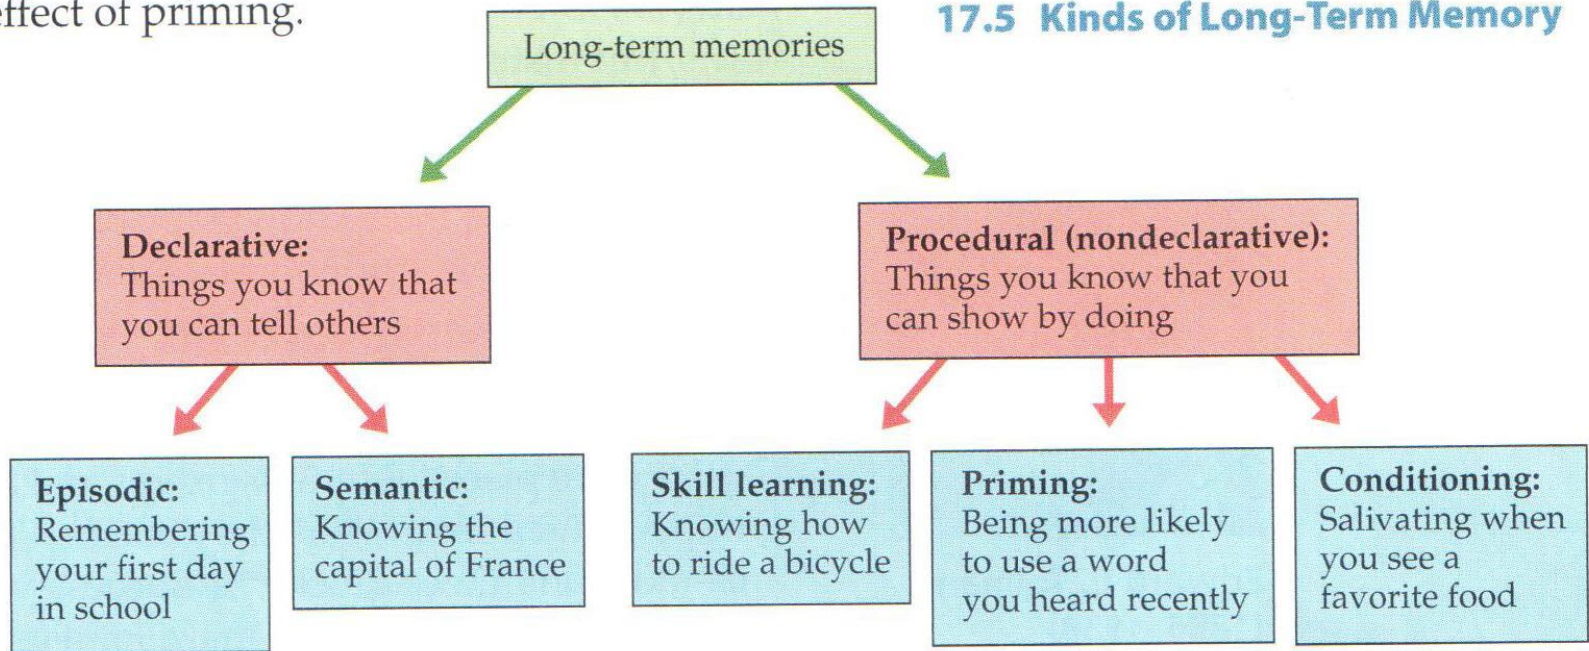 effect of priming.
17.5 Kinds of Long-Term Memory
Long-term memories
Declarative:
Things you know that
you can tell others
Procedural (nondeclarative):
Things you know that you
can show by doing
Episodic:
Remembering
your first day
in school
Semantic:
Knowing the
capital of France
Skill learning:
Knowing how
to ride a bicycle
Priming:
Being more likely
to use a word
you heard recently
Conditioning:
Salivating when
you see a
favorite food